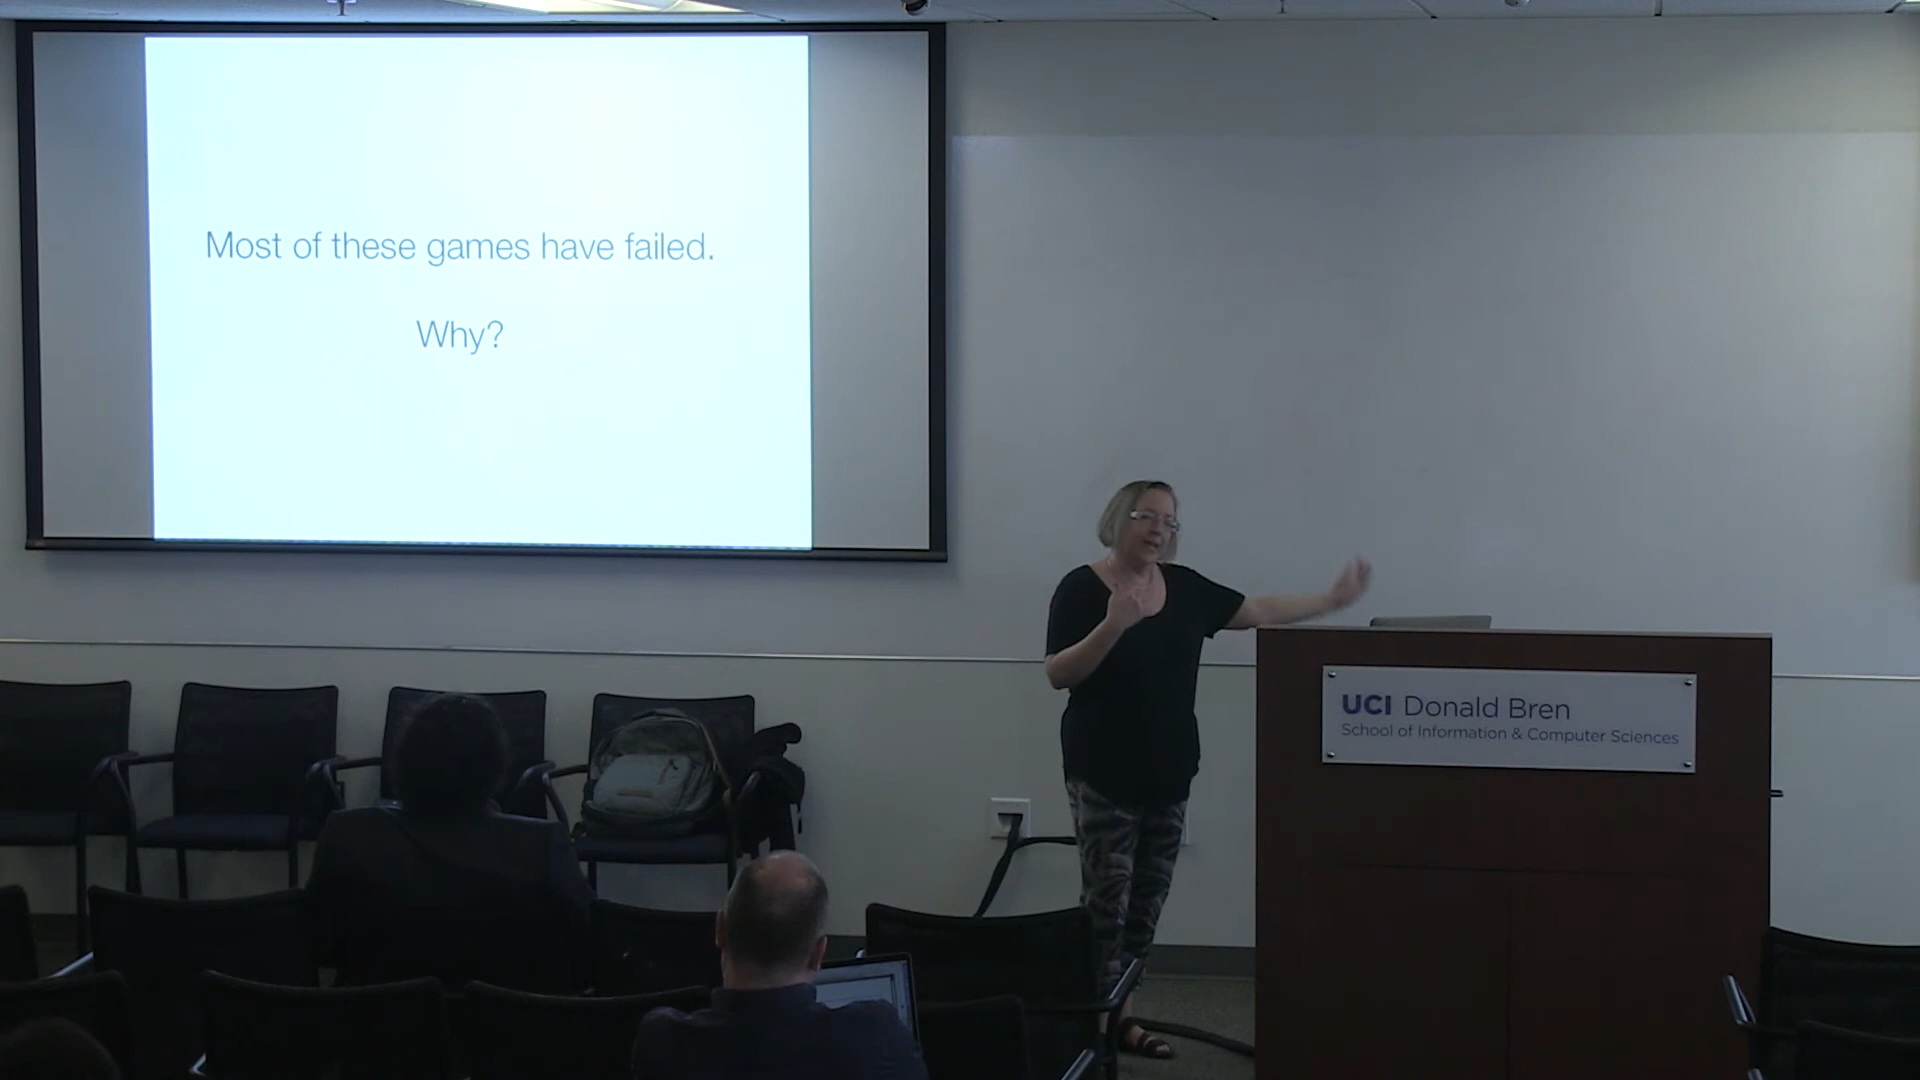 Most of these games have failed.
Why?
UCI Donald Bren
School of Information & Computer Sciences